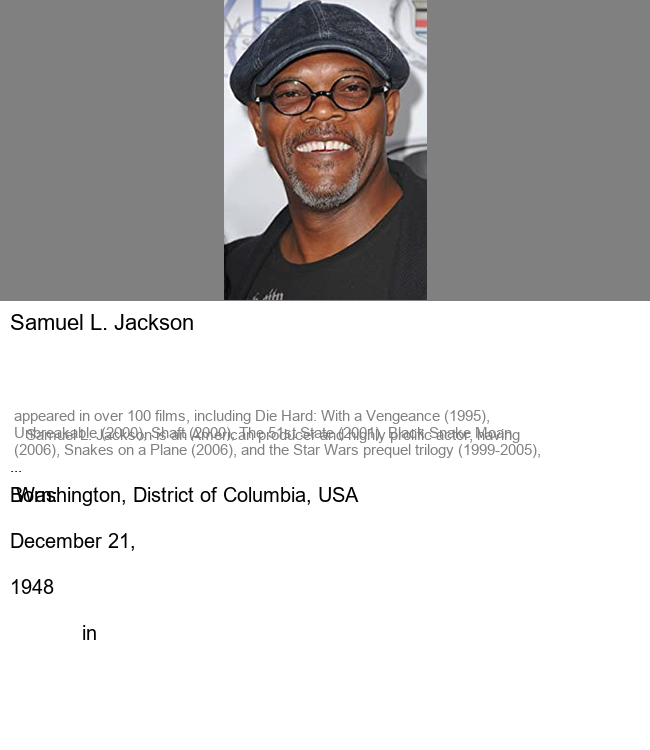 Samuel L. Jackson
Samuel L. Jackson is an American producer and highly prolific actor, having
appeared in over 100 films, including Die Hard: With a Vengeance (1995),
Unbreakable (2000), Shaft (2000), The 51st State (2001), Black Snake Moan
(2006), Snakes on a Plane (2006), and the Star Wars prequel trilogy (1999-2005),
...
Born:
December 21,
1948
in
Washington, District of Columbia, USA